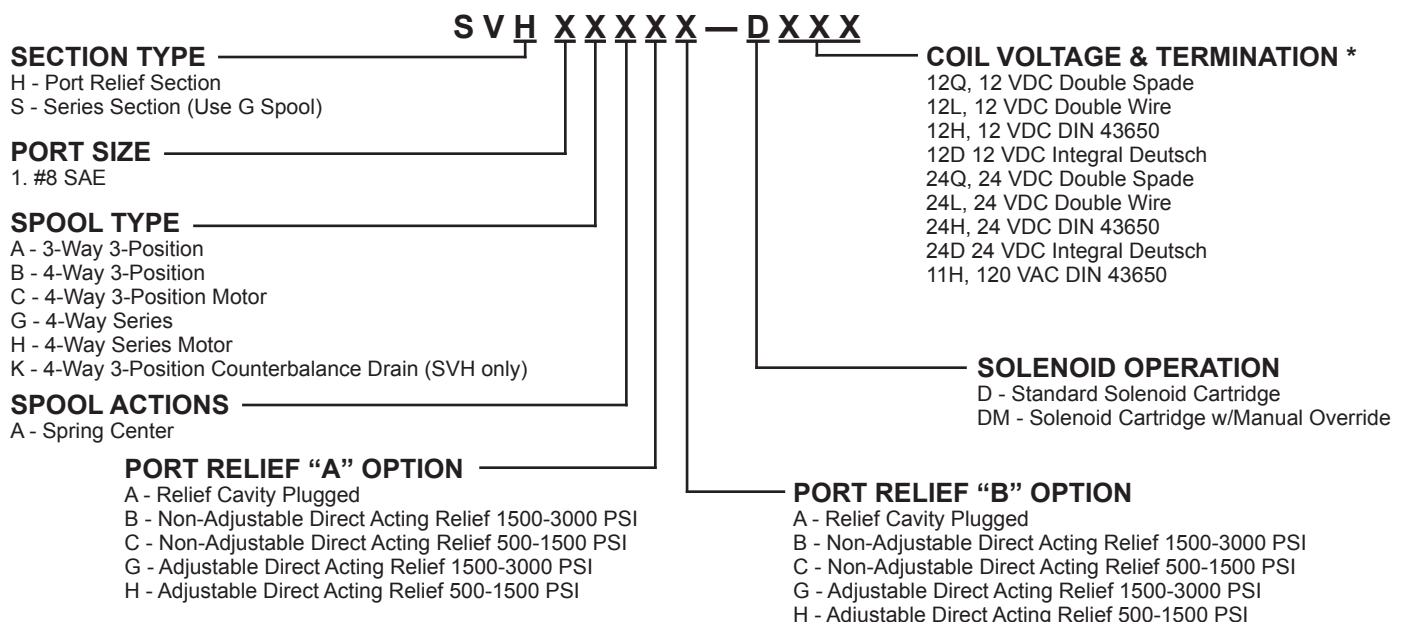 S V H X X X X X — D X X X
SECTION TYPE
H - Port Relief Section
S - Series Section (Use G Spool)
PORT SIZE
1. #8 SAE
SPOOL TYPE
A - 3-Way 3-Position
B - 4-Way 3-Position
C - 4-Way 3-Position Motor
G - 4-Way Series
H - 4-Way Series Motor
K - 4-Way 3-Position Counterbalance Drain (SVH only)
SPOOL ACTIONS
A - Spring Center
PORT RELIEF “A” OPTION
A - Relief Cavity Plugged
B - Non-Adjustable Direct Acting Relief 1500-3000 PSI
C - Non-Adjustable Direct Acting Relief 500-1500 PSI
G - Adjustable Direct Acting Relief 1500-3000 PSI
H - Adjustable Direct Acting Relief 500-1500 PSI
COIL VOLTAGE & TERMINATION *
12Q, 12 VDC Double Spade
12L, 12 VDC Double Wire
12H, 12 VDC DIN 43650
12D 12 VDC Integral Deutsch
24Q, 24 VDC Double Spade
24L, 24 VDC Double Wire
24H, 24 VDC DIN 43650
24D 24 VDC Integral Deutsch
11H, 120 VAC DIN 43650
SOLENOID OPERATION
D - Standard Solenoid Cartridge
DM - Solenoid Cartridge w/Manual Override
PORT RELIEF “B” OPTION
A - Relief Cavity Plugged
B - Non-Adjustable Direct Acting Relief 1500-3000 PSI
C - Non-Adjustable Direct Acting Relief 500-1500 PSI
G - Adjustable Direct Acting Relief 1500-3000 PSI
H - Adjustable Direct Acting Relief 500-1500 PSI